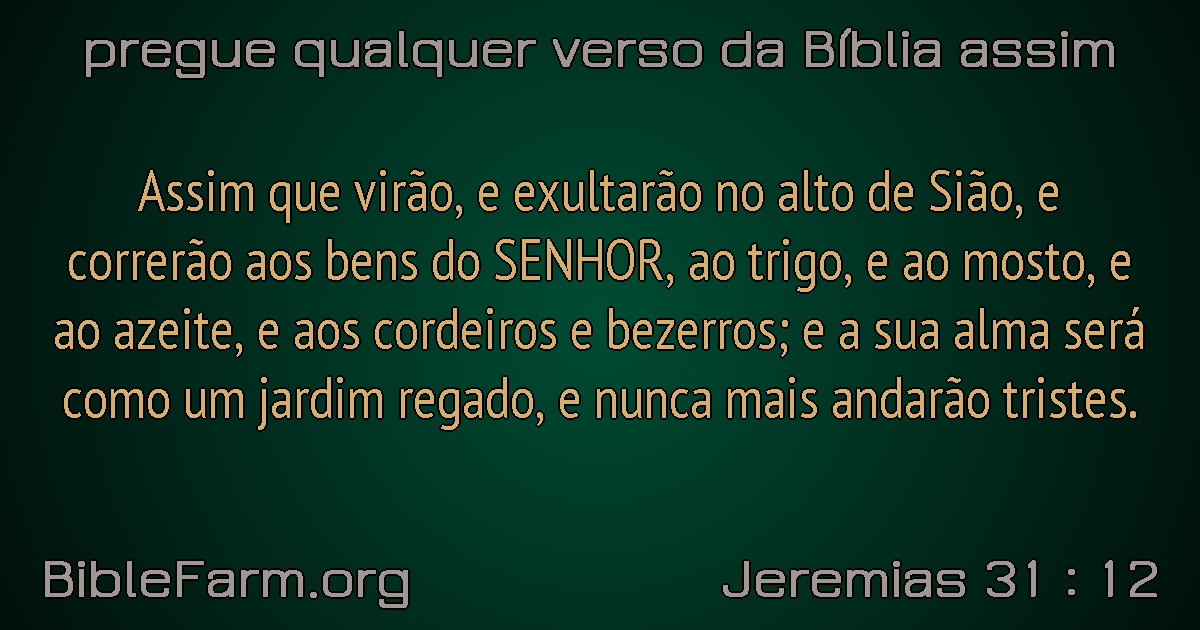 pregue qualquer verso da Bíblia assim
Assim que virão, e exultarão no alto de Sião, e
correrão aos bens do SENHOR, ao trigo, e ao mosto, e
ao azeite, e aos cordeiros e bezerros; e a sua alma será
como um jardim regado, e nunca mais andarão tristes.
BibleFarm.org
Jeremias 31 : 12